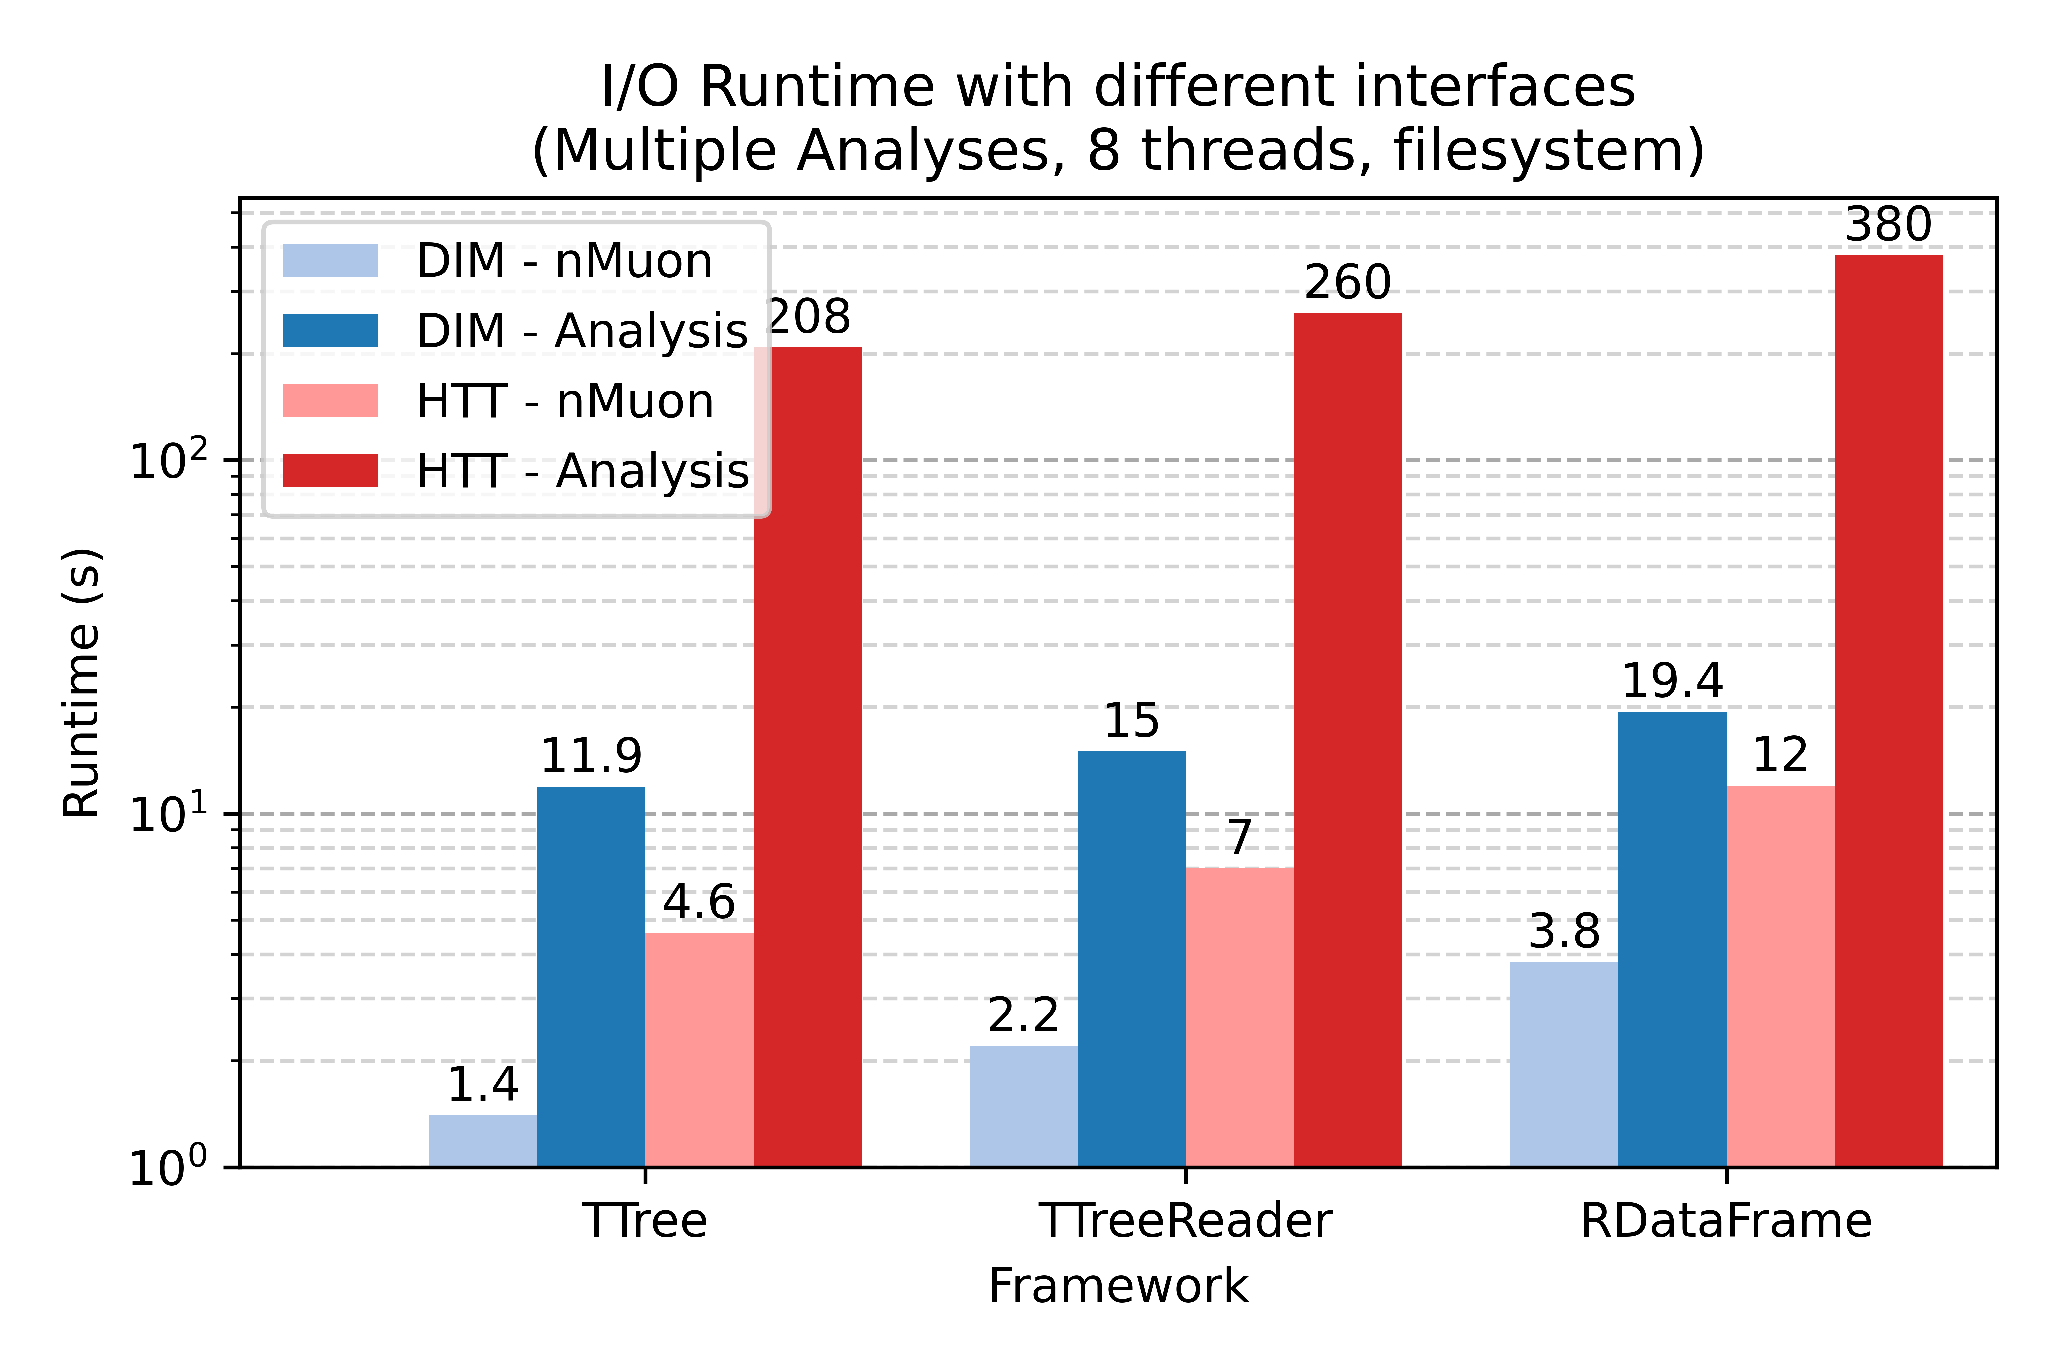 I/O Runtime with different interfaces
(Multiple Analyses, 8 threads, filesystem)
DIM - nMuon
DIM - Analysis
HTT - nMuon
HTT - Analysis
Runtime (s)
10²
10¹
10⁰
1.4
11.9
4.6
208
2.2
15
7
260
3.8
19.4
12
380
TTree
TTreeReader
RDataFrame
Framework